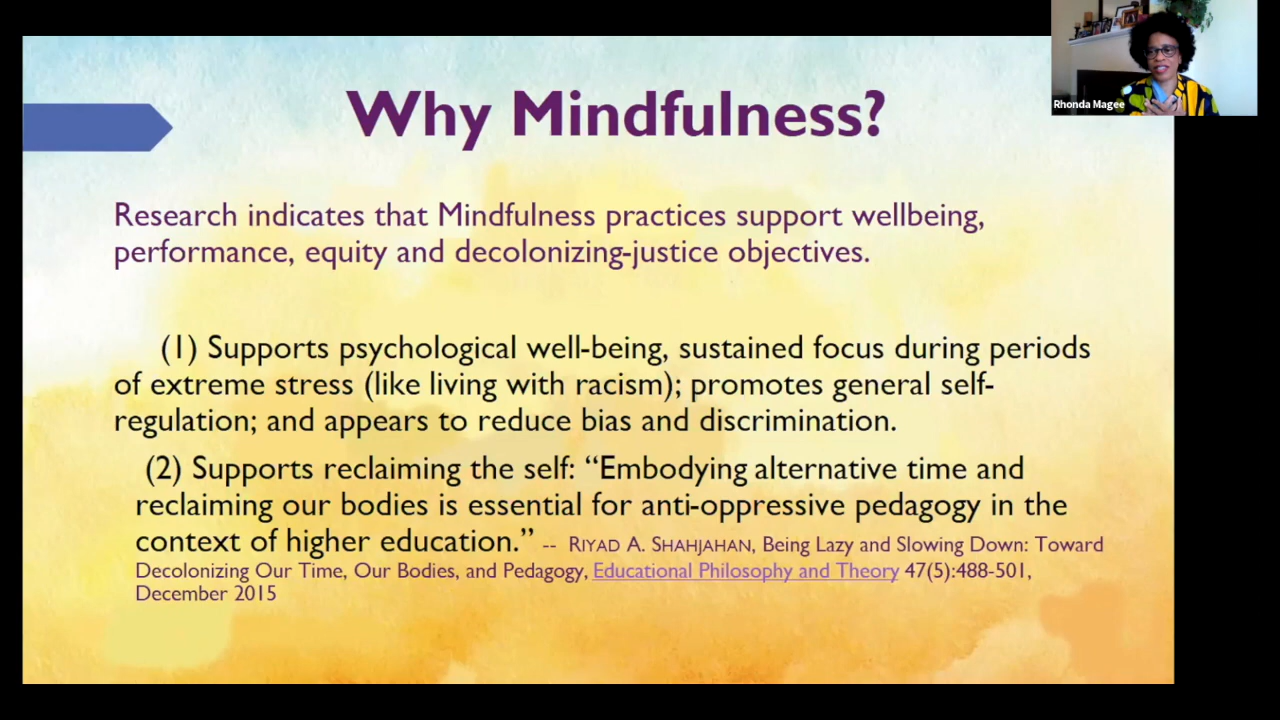 Rhonda Magee
Why Mindfulness?
Research indicates that Mindfulness practices support wellbeing,
performance, equity and decolonizing-justice objectives.
(1) Supports psychological well-being, sustained focus during periods
of extreme stress (like living with racism); promotes general self-
regulation; and appears to reduce bias and discrimination.
(2) Supports reclaiming the self: “Embodying alternative time and
reclaiming our bodies is essential for anti-oppressive pedagogy in the
context of higher education.” -- RIYAD A. SHAHJAHAN, Being Lazy and Slowing Down: Toward
Decolonizing Our Time, Our Bodies, and Pedagogy, Educational Philosophy and Theory 47(5):488-501,
December 2015